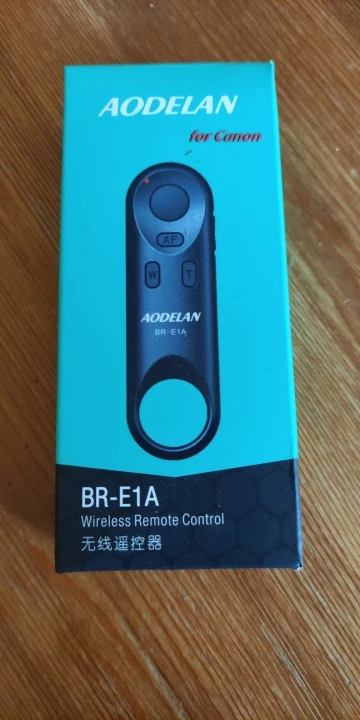 AODELAN
for Canon
AF
W T
AODELAN
BR-E1A
BR-E1A
Wireless Remote Control
无线遥控器